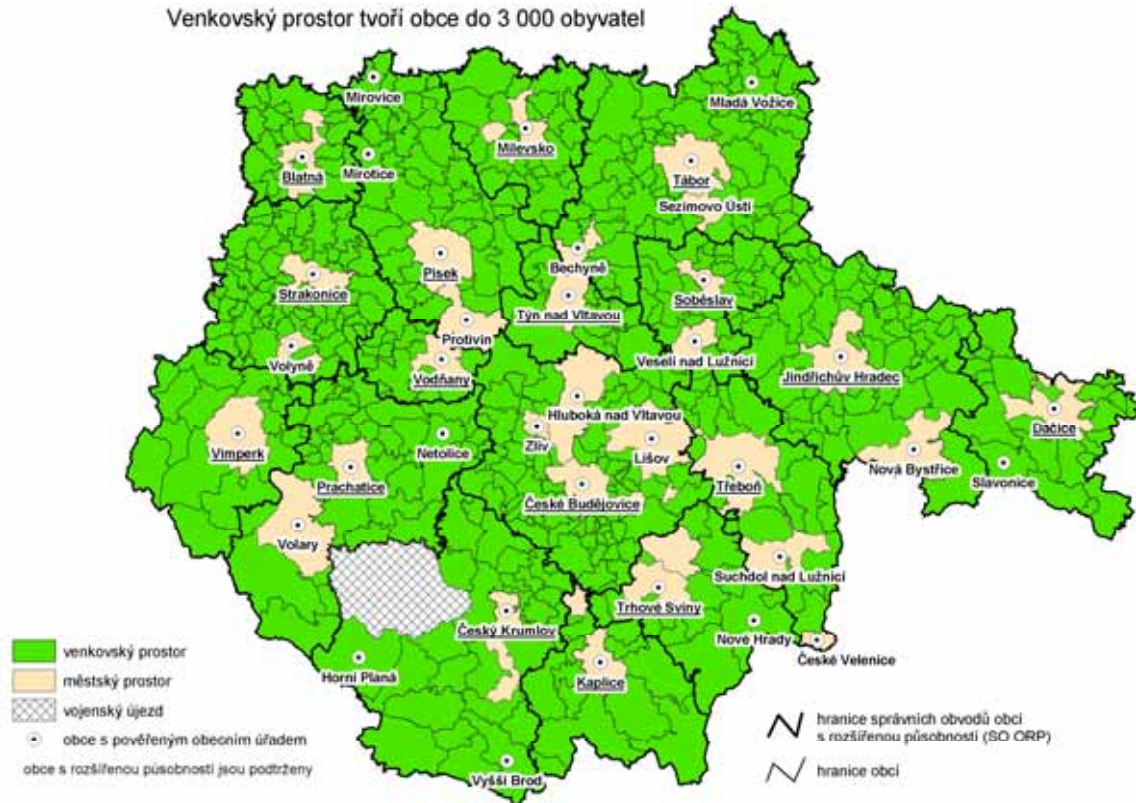 Venkovský prostor tvoří obce do 3 000 obyvatel
Mirovice
Mladá Vožice
Milevsko
Blatná
Mirotice
Tábor
Sezimovo Ústí
Písek
Bechyně
Strakonice
Soběslav
Týn nad Vltavou
Protivín
Volyně
Vodňany
Veselí nad Lužnicí
Jindřichův Hradec
Hluboká nad Vltavou
Dačice
Zliv
Vimperk
Netolice
Lišov
Nová Bystřice
Slavonice
Prachatice
České Budějovice
Třeboň
Volary
Suchdol nad Lužnicí
Trhové Sviny
Český Krumlov
Nové Hrady
České Velenice
Horní Planá
Kaplice
Vyšší Brod
venkovský prostor
městský prostor
vojenský újezd
obce s pověřeným obecním úřadem
obce s rozšířenou působností jsou podtrženy
hranice správních obvodů obcí
s rozšířenou působností (SO ORP)
hranice obcí